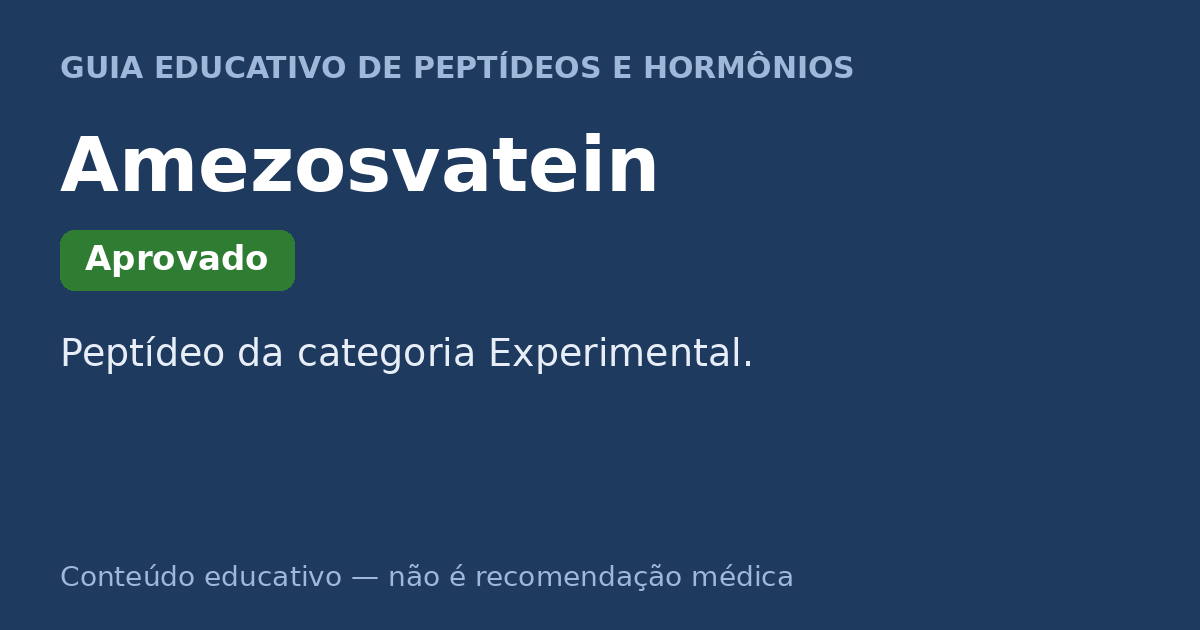 GUIA EDUCATIVO DE PEPTÍDEOS E HORMÔNIOS
Amezosvatein
Aprovado
Peptídeo da categoria Experimental.
Conteúdo educativo — não é recomendação médica